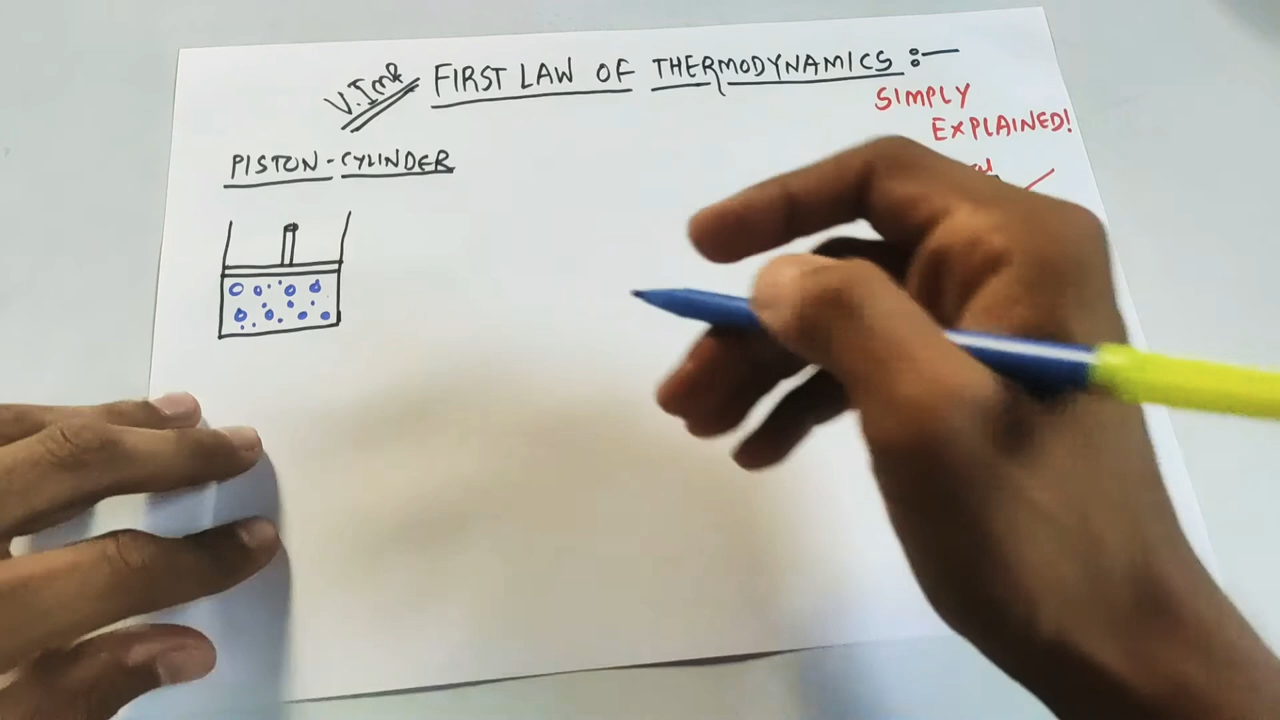 V. Imp FIRST LAW OF THERMODYNAMICS :—
SIMPLY
EXPLAINED!
PISTON-CYLINDER